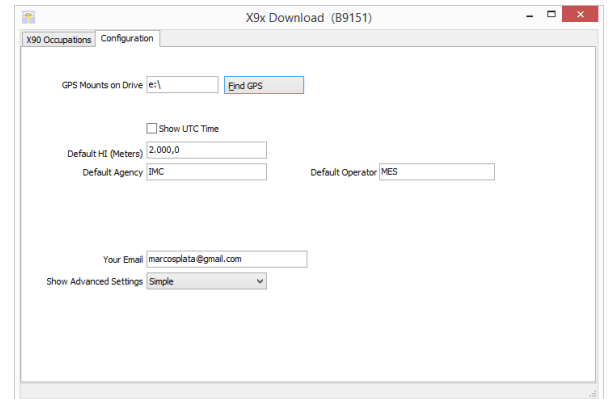 X9x Download (B9151)
X90 Occupations Configuration
GPS Mounts on Drive e:\ Find GPS
Show UTC Time
Default HI (Meters) 2.000,0
Default Agency IMC Default Operator MES
Your Email marcosplata@gmail.com
Show Advanced Settings Simple